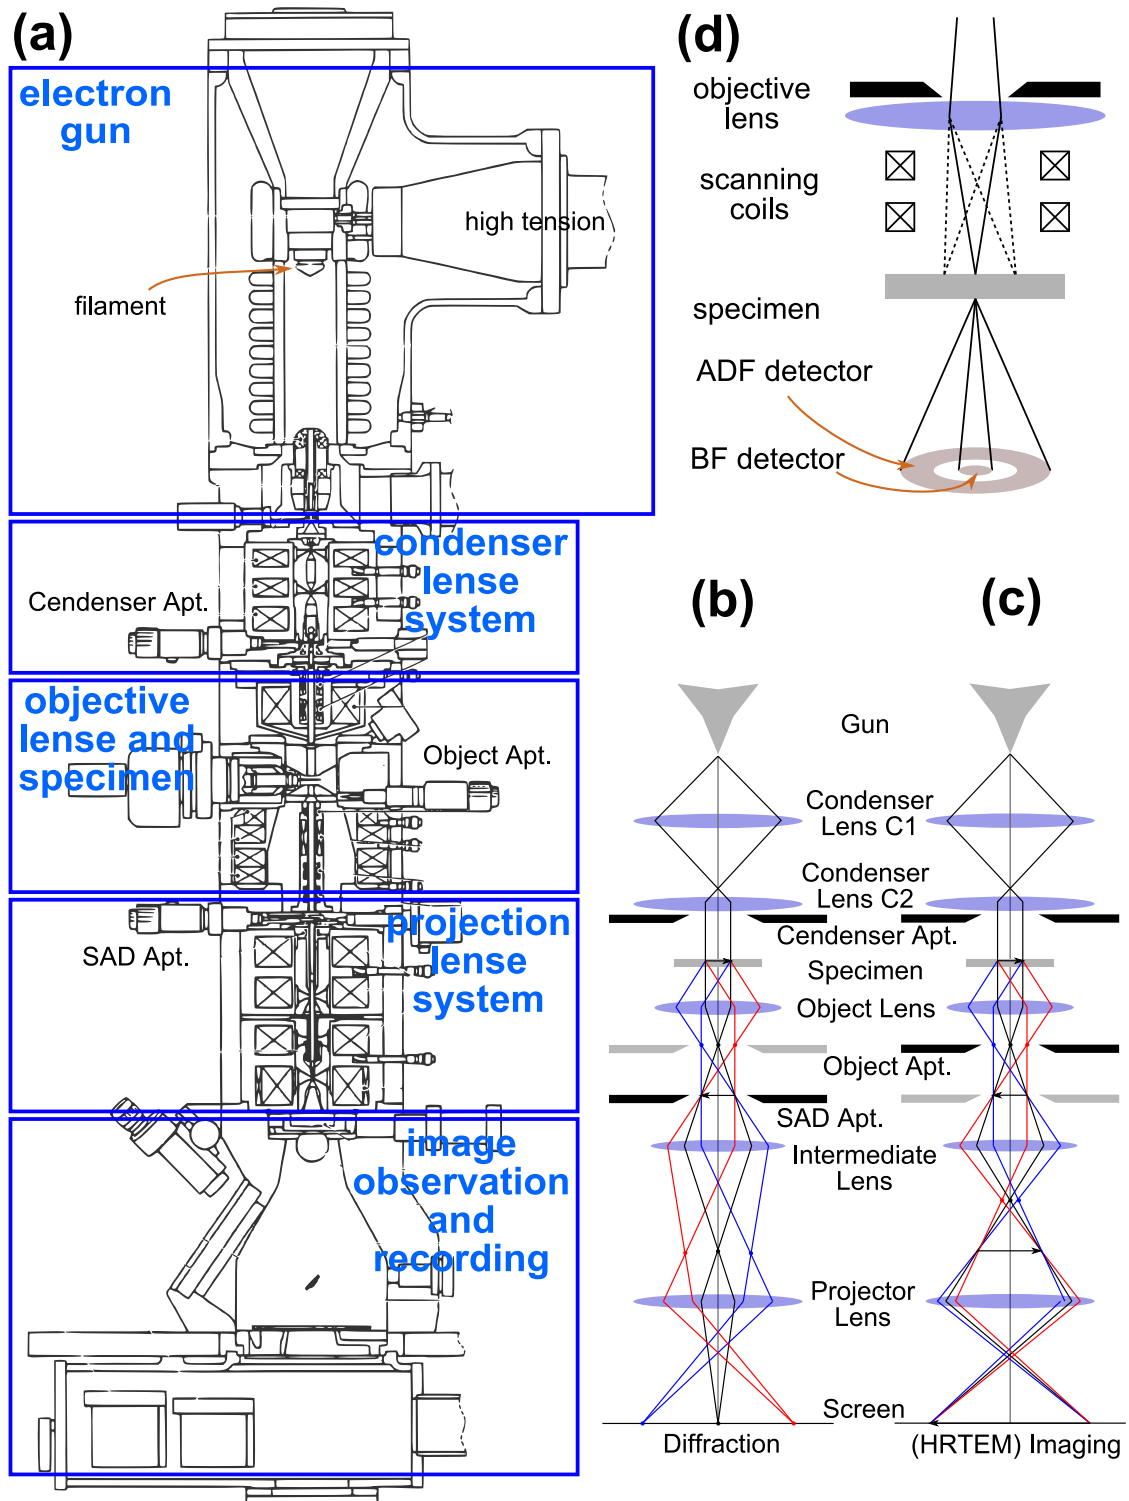 (a)
electron
gun
high tension
filament
condenser
lense
system
Cendenser Apt.
objective
lense and
specimen
Object Apt.
projection
lense
system
SAD Apt.
image
observation
and
recording
(d)
objective
lens
scanning
coils
specimen
ADF detector
BF detector
(b)
(c)
Gun
Condenser
Lens C1
Condenser
Lens C2
Cendenser Apt.
Specimen
Object Lens
Object Apt.
SAD Apt.
Intermediate
Lens
Projector
Lens
Screen
Diffraction
(HRTEM) Imaging